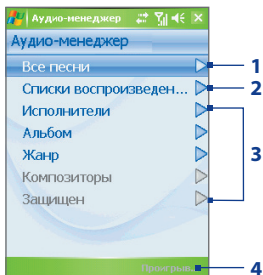 Аудио-менеджер
Аудио-менеджер
Все песни
1
Списки воспроизведен...
2
Исполнители
Альбом
Жанр
3
Композиторы
Защищен
Проигрыв.
4